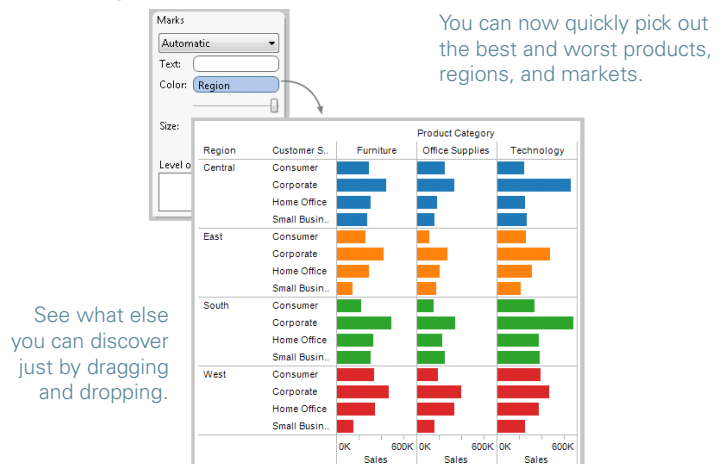 Marks
Automatic
Text:
Color: Region
Size:
Level o
You can now quickly pick out
the best and worst products,
regions, and markets.
Product Category
Region Customer S.. Furniture Office Supplies Technology
Central Consumer
Corporate
Home Office
Small Busin..
East Consumer
Corporate
Home Office
Small Busin..
South Consumer
Corporate
Home Office
Small Busin..
West Consumer
Corporate
Home Office
Small Busin..
0K 600K 0K 600K 0K 600K
Sales Sales Sales
See what else
you can discover
just by dragging
and dropping.